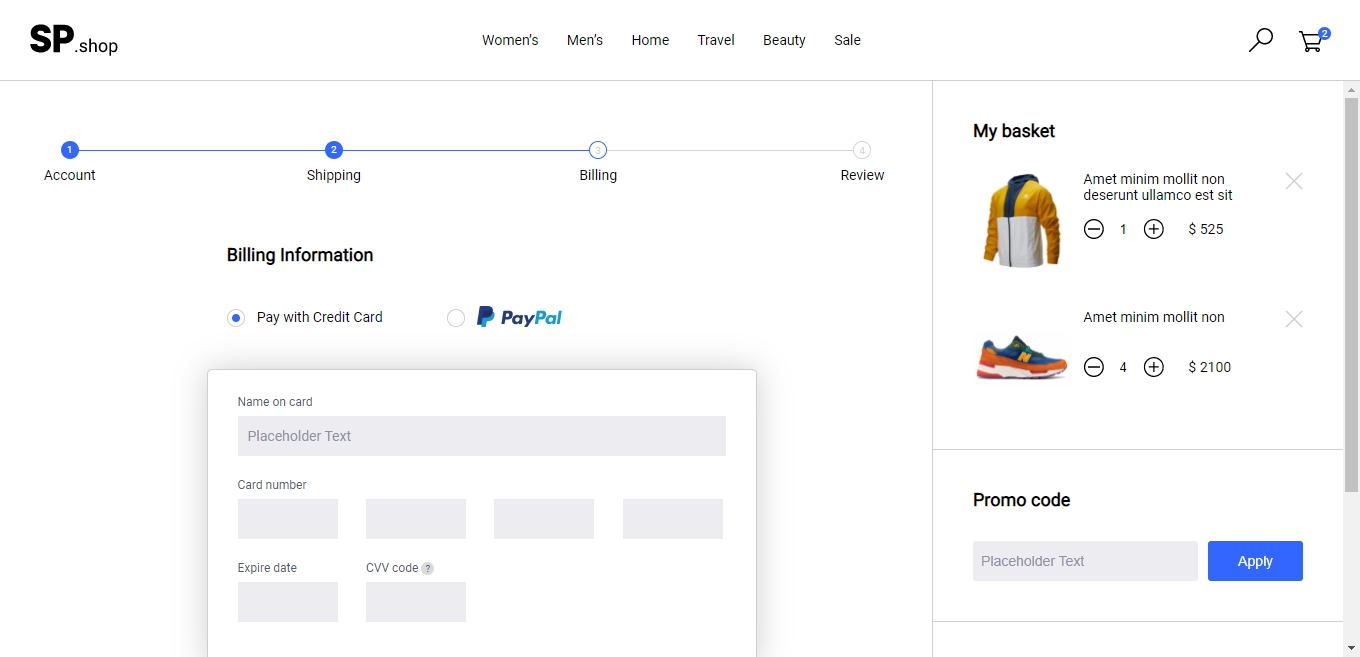 SP.shop
Women's Men's Home Travel Beauty Sale
2
1 2 3 4
Account Shipping Billing Review
Billing Information
Pay with Credit Card
PayPal
Name on card
Placeholder Text
Card number
Expire date
CVV code ?
My basket
Amet minim mollit non
deserunt ullamco est sit
1 $ 525
Amet minim mollit non
4 $ 2100
Promo code
Placeholder Text
Apply